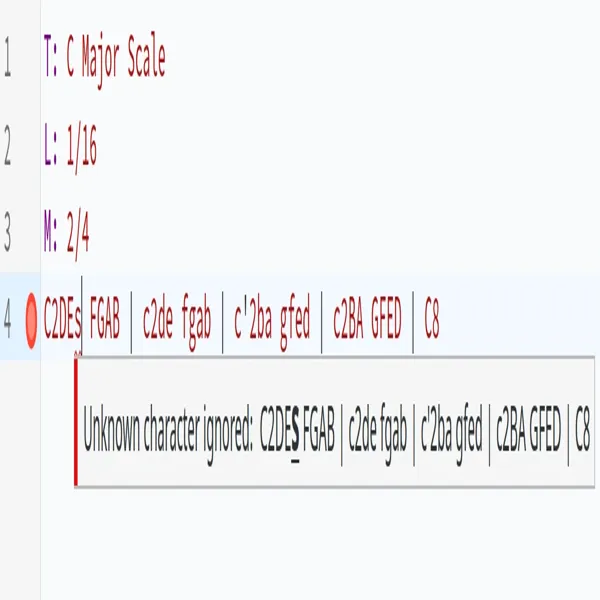 1 T: C Major Scale
2 L: 1/16
3 M: 2/4
4 C2DEs FGAB | c2de fgab | c'2ba gfed | c2BA GFED | C8
Unknown character ignored: C2DES FGAB | c2de fgab | c'2ba gfed | c2BA GFED | C8